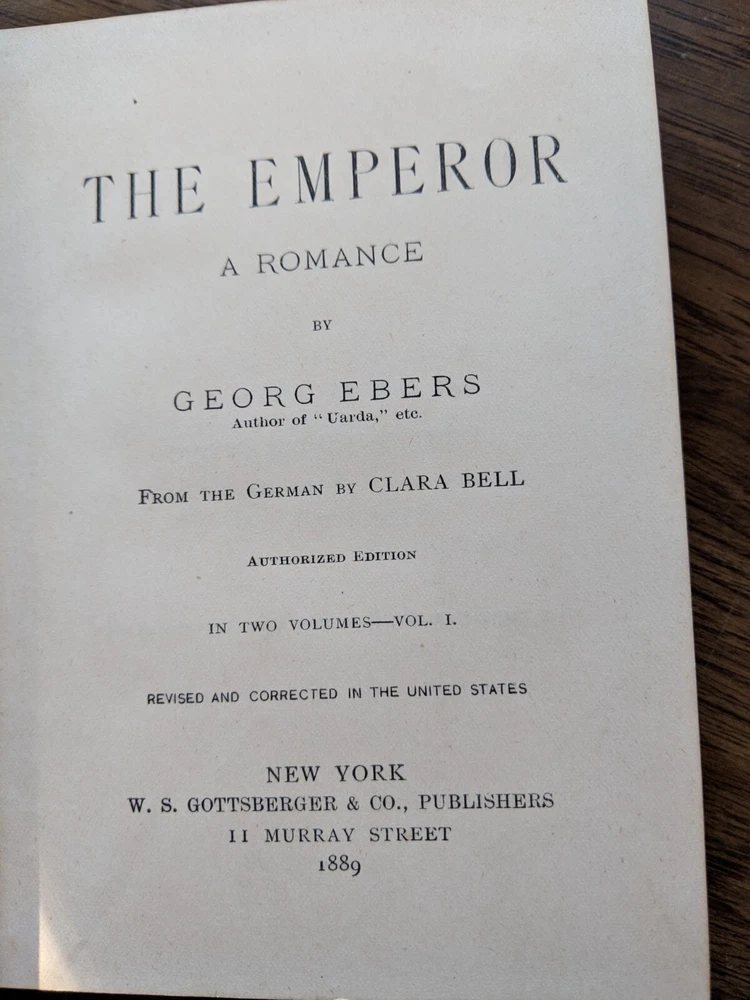 THE EMPEROR
A ROMANCE
BY
GEORG EBERS
Author of "Uarda," etc.
FROM THE GERMAN BY CLARA BELL
AUTHORIZED EDITION
IN TWO VOLUMES—VOL. I.
REVISED AND CORRECTED IN THE UNITED STATES
NEW YORK
W. S. GOTTSBERGER & CO., PUBLISHERS
11 MURRAY STREET
1889